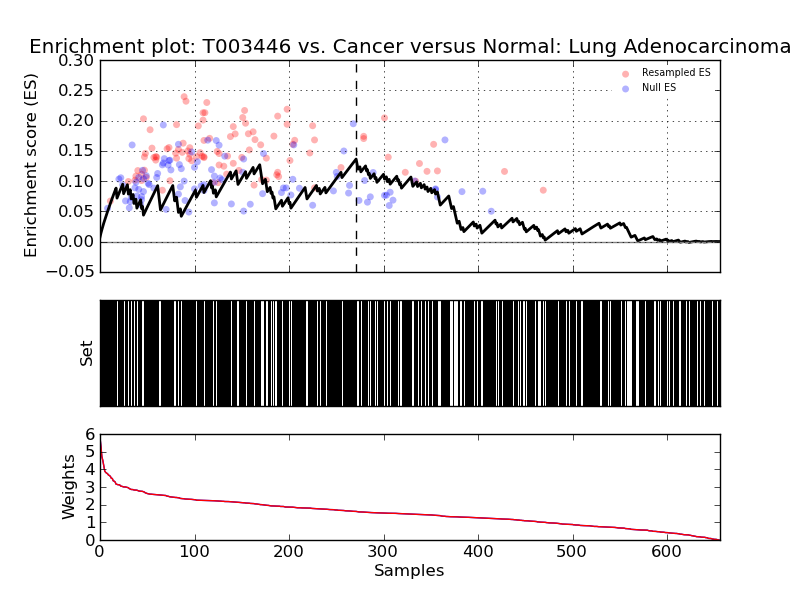 Enrichment plot: T003446 vs. Cancer versus Normal: Lung Adenocarcinoma
0.30
0.25
0.20
0.15
0.10
0.05
0.00
−0.05
Enrichment score (ES)
Resampled ES
Null ES
Set
6
5
4
3
2
1
0
Weights
0 100 200 300 400 500 600
Samples